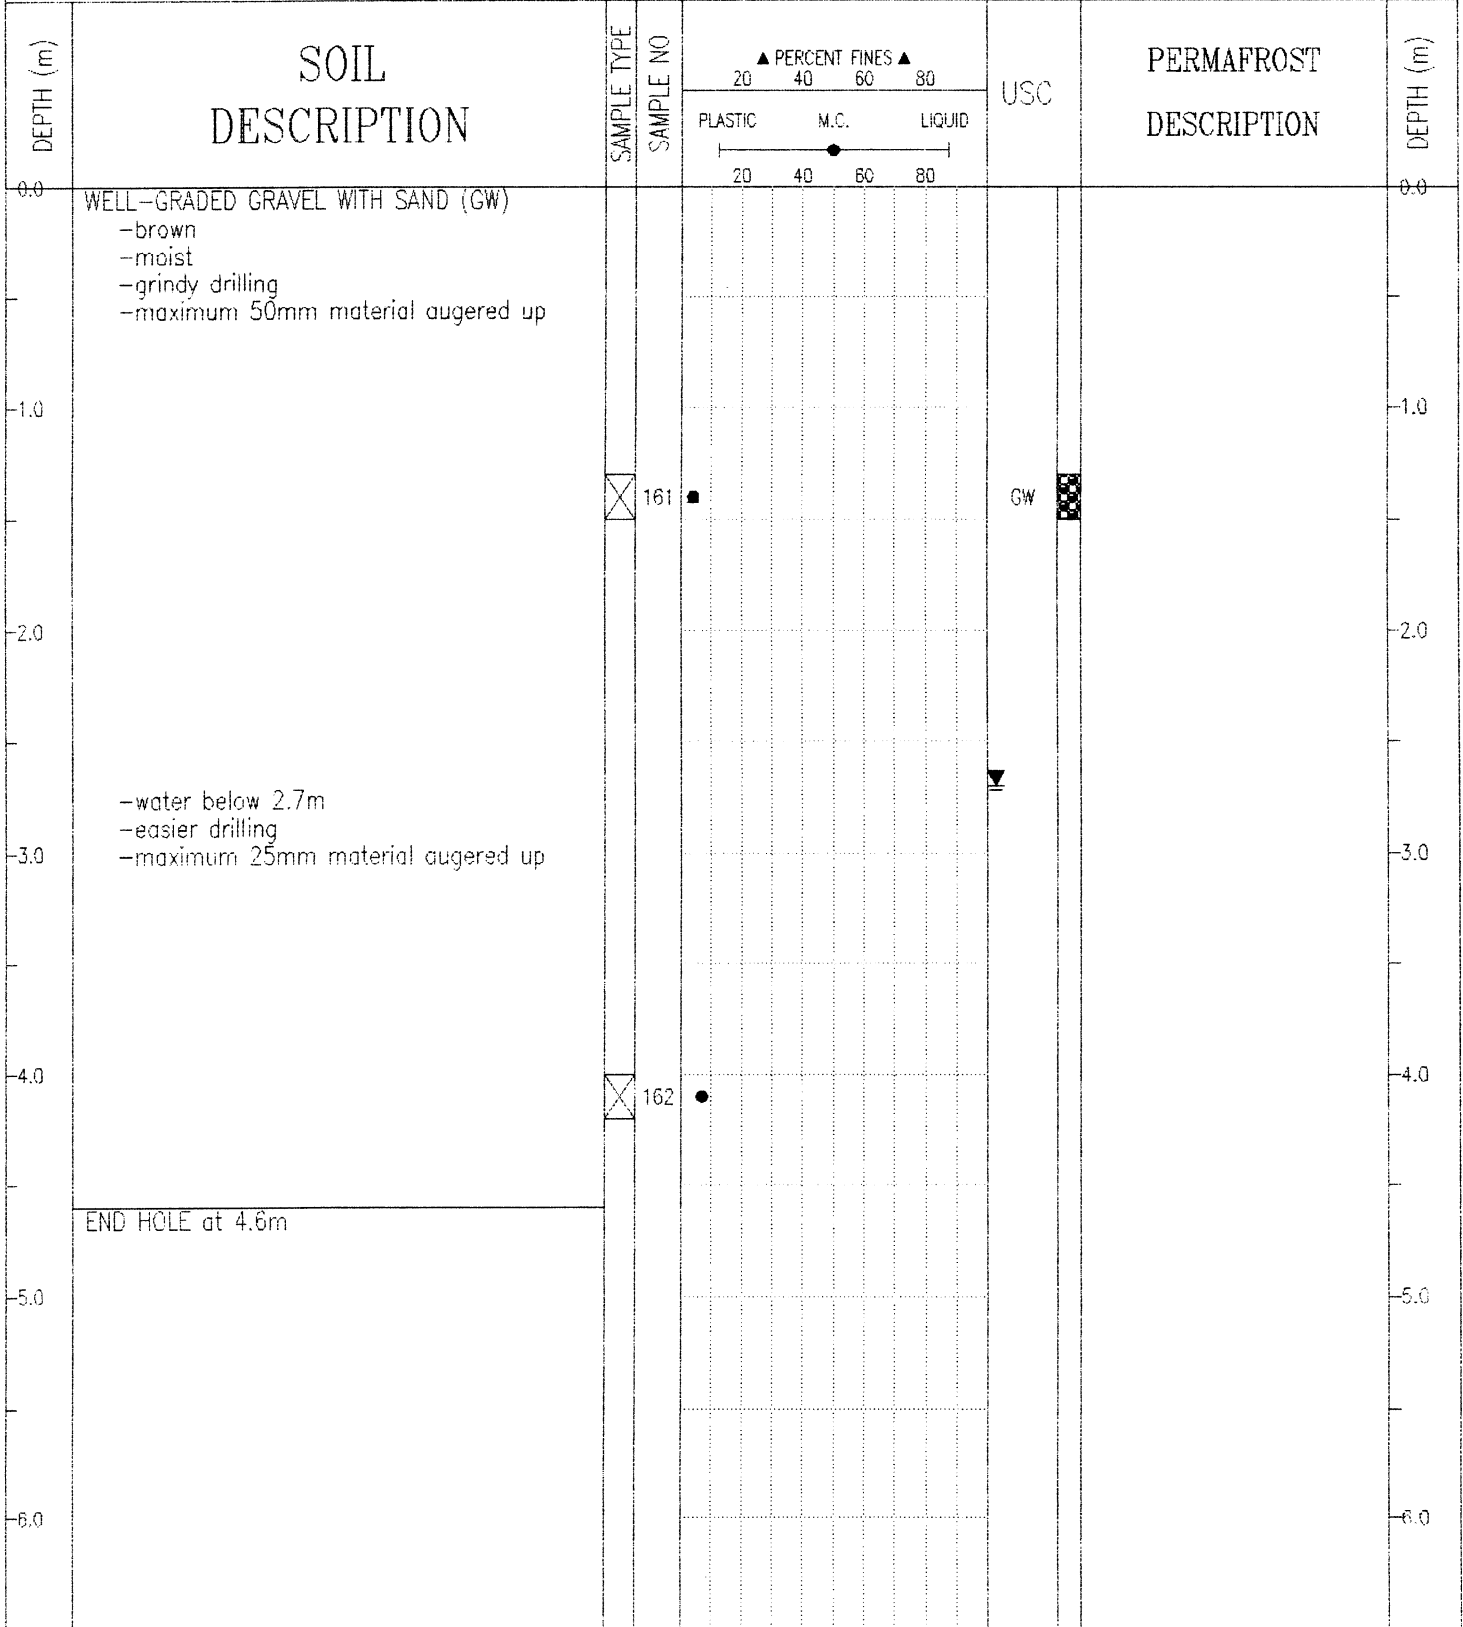 DEPTH (m)
SOIL
DESCRIPTION
SAMPLE TYPE
SAMPLE NO
▲ PERCENT FINES ▲
20 40 60 80
PLASTIC M.C. LIQUID
20 40 60 80
USC
PERMAFROST
DESCRIPTION
DEPTH (m)
0.0
0.0
WELL-GRADED GRAVEL WITH SAND (GW)
-brown
-moist
-grindy drilling
-maximum 50mm material augered up
1.0
1.0
161
GW
2.0
2.0
-water below 2.7m
-easier drilling
-maximum 25mm material augered up
3.0
3.0
4.0
4.0
162
END HOLE at 4.6m
5.0
5.0
6.0
6.0